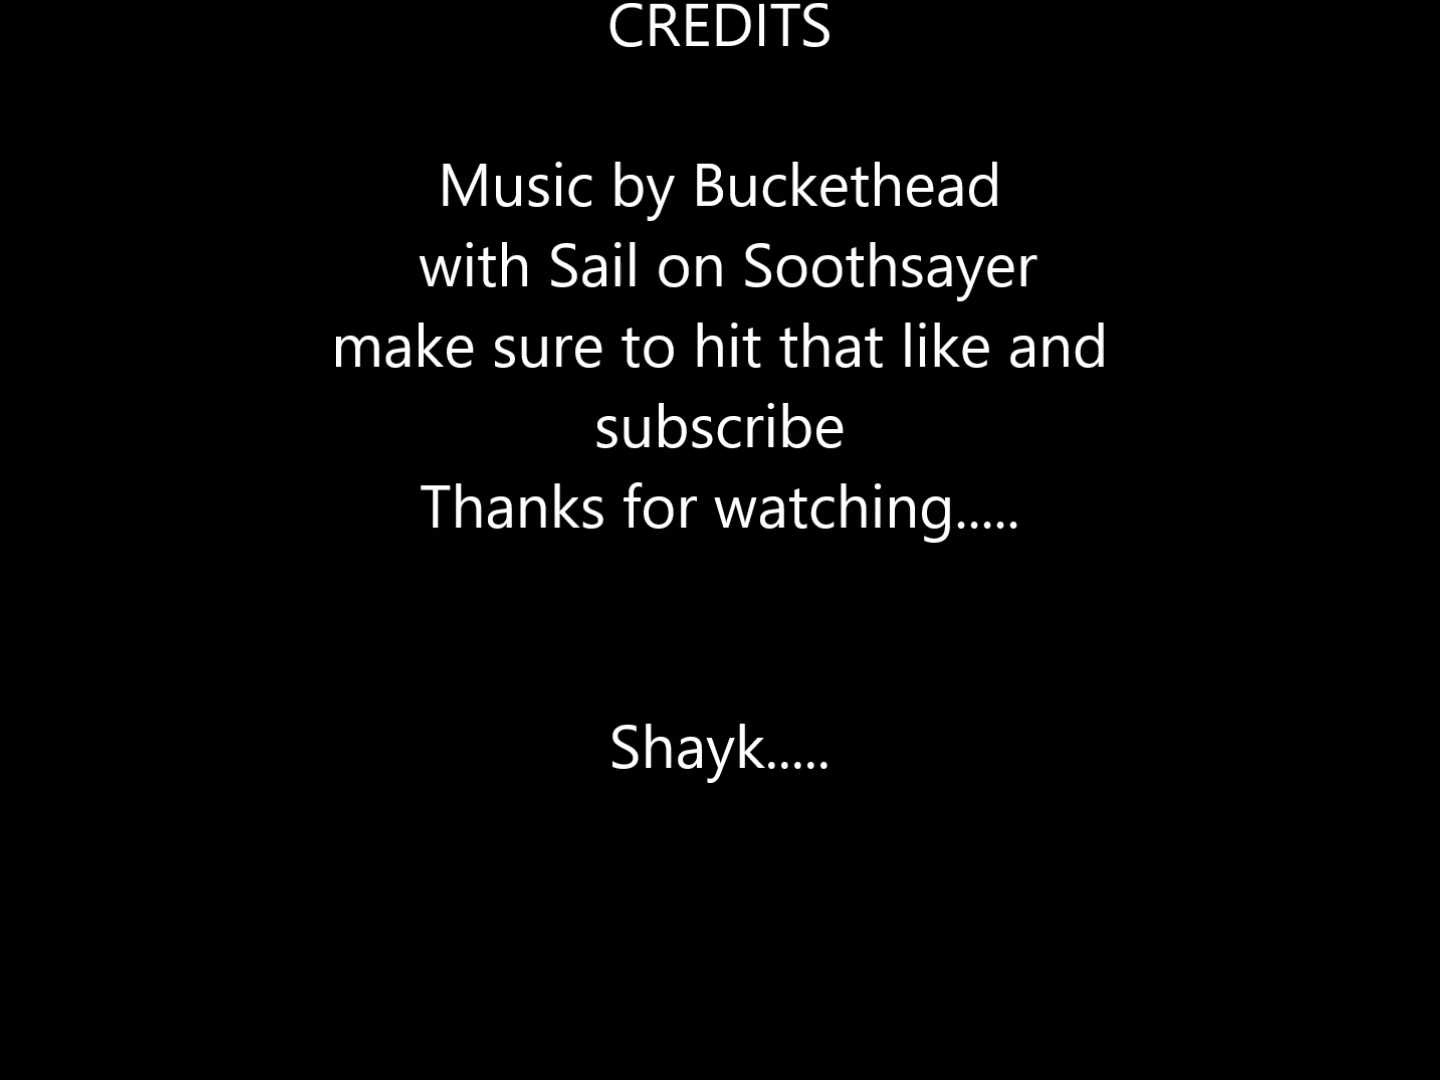 CREDITS
Music by Buckethead
with Sail on Soothsayer
make sure to hit that like and
subscribe
Thanks for watching.....
Shayk.....